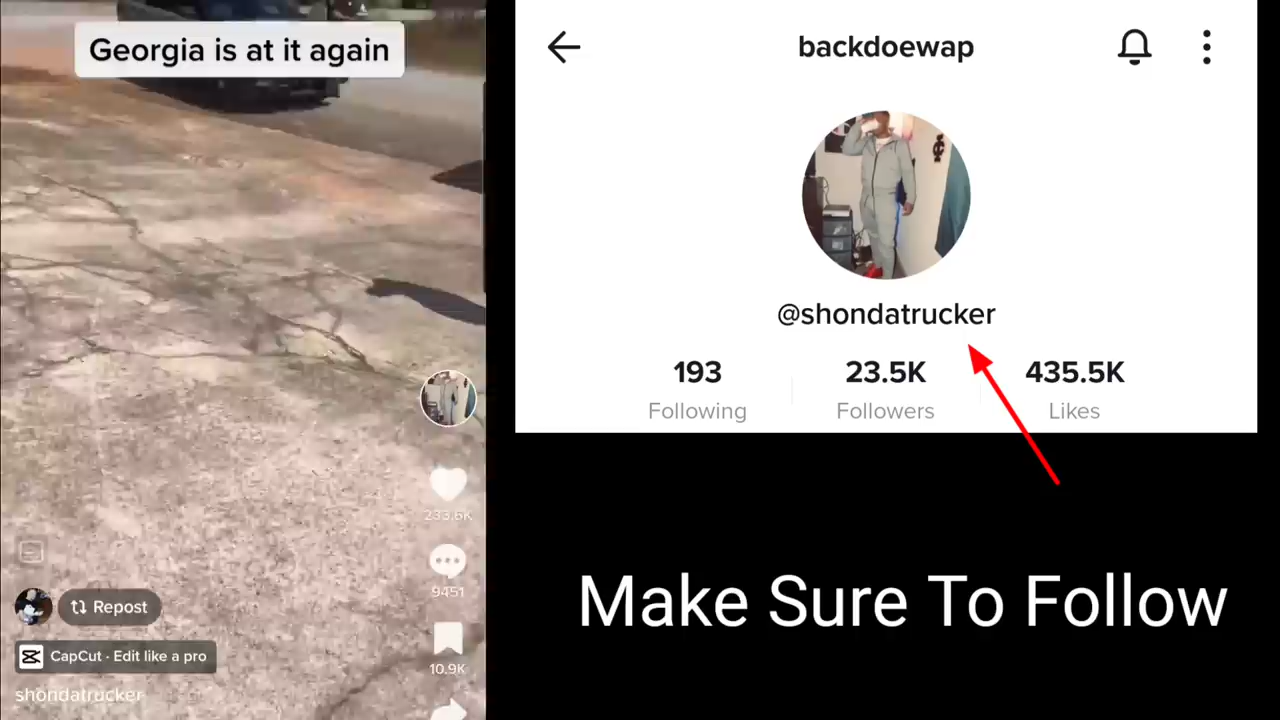 Georgia is at it again
233.6K
9451
Repost
CapCut · Edit like a pro
10.9K
shondatrucker
backdoewap
@shondatrucker
193
23.5K
435.5K
Following
Followers
Likes
Make Sure To Follow